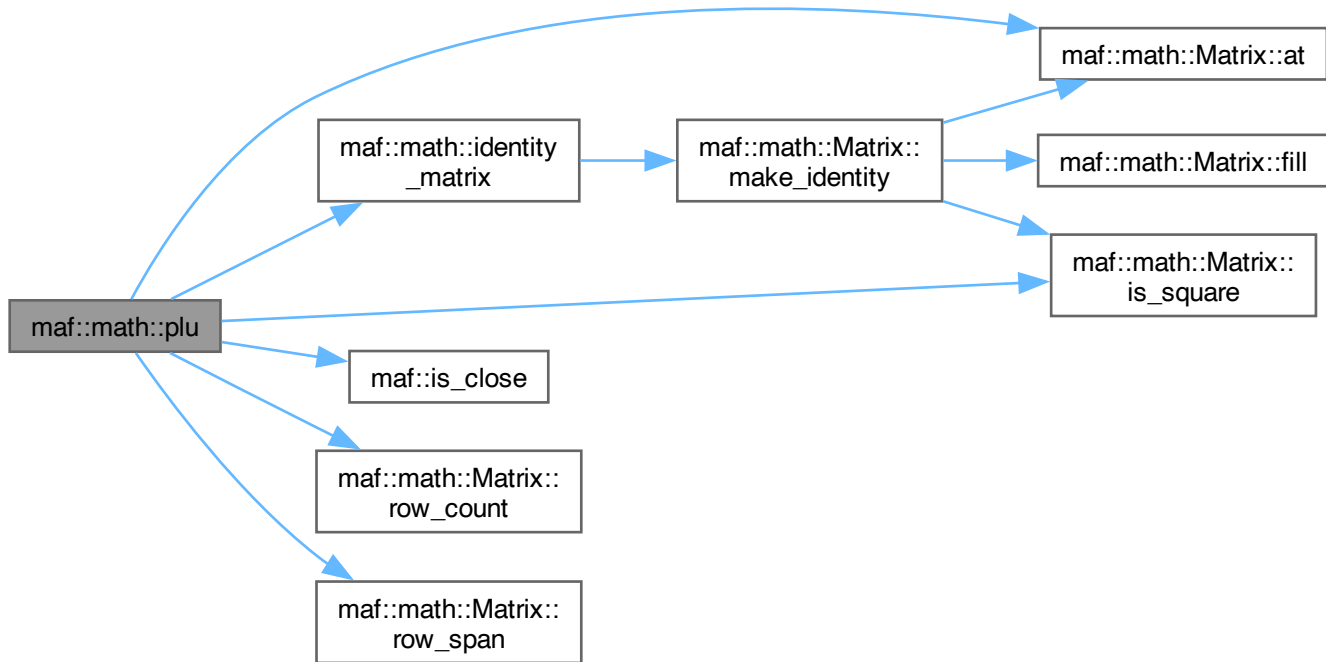 maf::math::plu
maf::math::identity
_matrix
maf::math::Matrix::
make_identity
maf::math::Matrix::at
maf::math::Matrix::fill
maf::math::Matrix::
is_square
maf::is_close
maf::math::Matrix::
row_count
maf::math::Matrix::
row_span